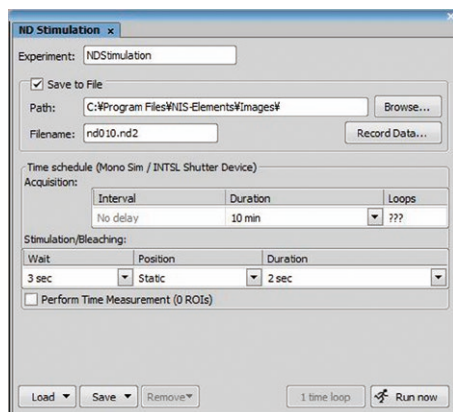 ND Stimulation x
Experiment: NDStimulation
Save to File
Path: C:¥Program Files¥NIS-Elements¥Images¥ Browse...
Filename: nd010.nd2 Record Data...
Time schedule (Mono Sim / INTSL Shutter Device)
Acquisition:
Interval Duration Loops
No delay 10 min ???
Stimulation/Bleaching:
Wait Position Duration
3 sec Static 2 sec
Perform Time Measurement (0 ROIs)
Load Save Remove 1 time loop Run now